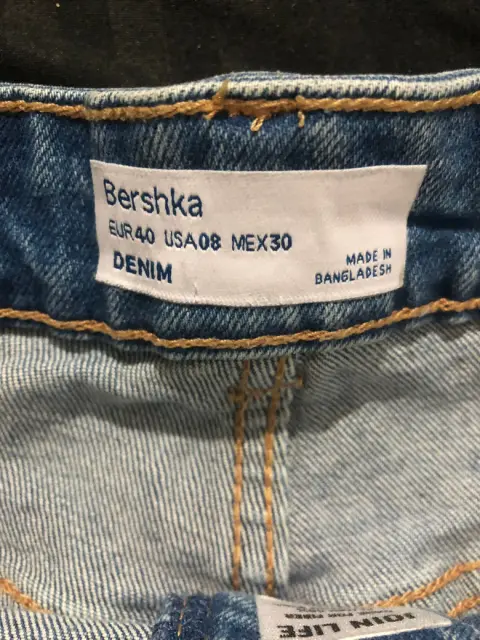 Bershka
EUR40 USA08 MEX30
DENIM
MADE IN
BANGLADESH
JOIN LIFE